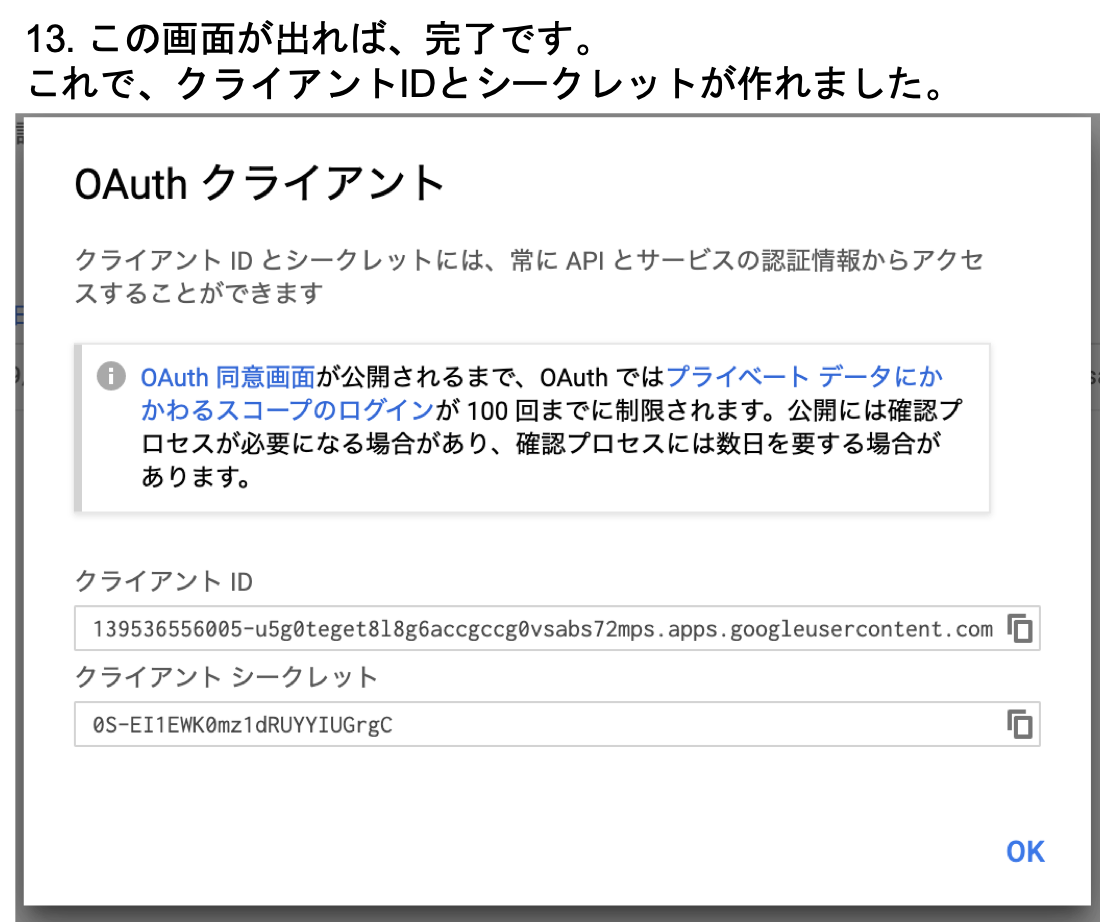 13. この画面が出れば、完了です。
これで、クライアントIDとシークレットが作れました。
OAuth クライアント
クライアント ID とシークレットには、常に API とサービスの認証情報からアクセ
スすることができます
OAuth 同意画面が公開されるまで、OAuth ではプライベート データにか
かわるスコープのログインが 100 回までに制限されます。公開には確認プ
ロセスが必要になる場合があり、確認プロセスには数日を要する場合が
あります。
クライアント ID
139536556005-u5g0teget8l8g6accgccg0vsabs72mps.apps.googleusercontent.com
クライアント シークレット
0S-EI1EWK0mz1dRUYYIUGrgC
OK